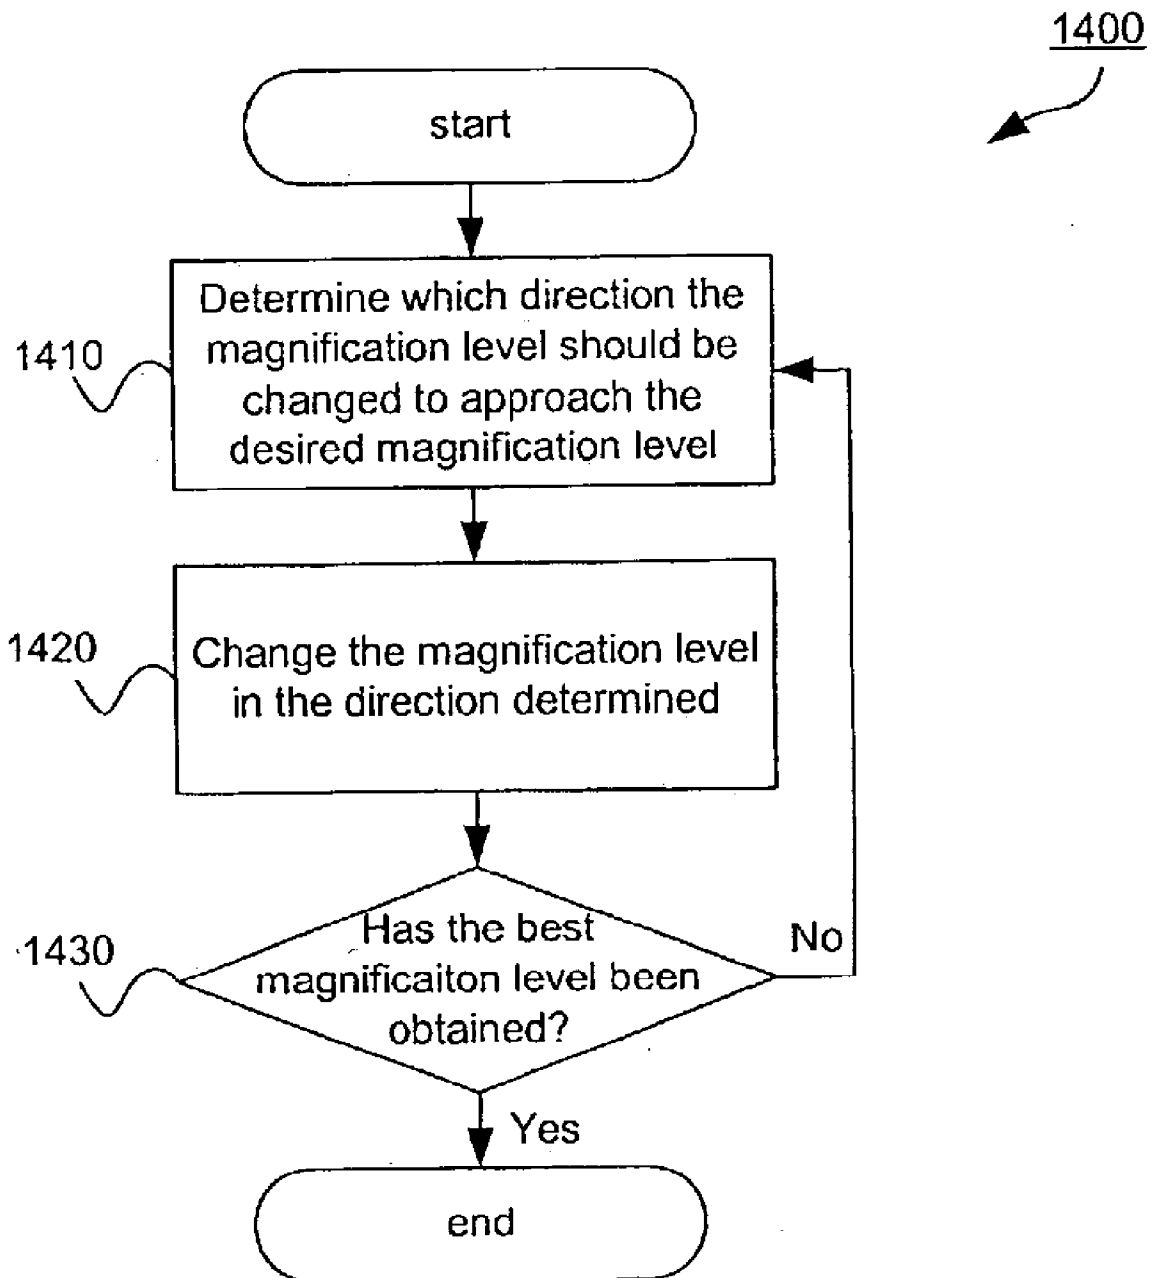 1400
start
1410
Determine which direction the
magnification level should be
changed to approach the
desired magnification level
1420
Change the magnification level
in the direction determined
1430
Has the best
magnificaiton level been
obtained?
No
Yes
end